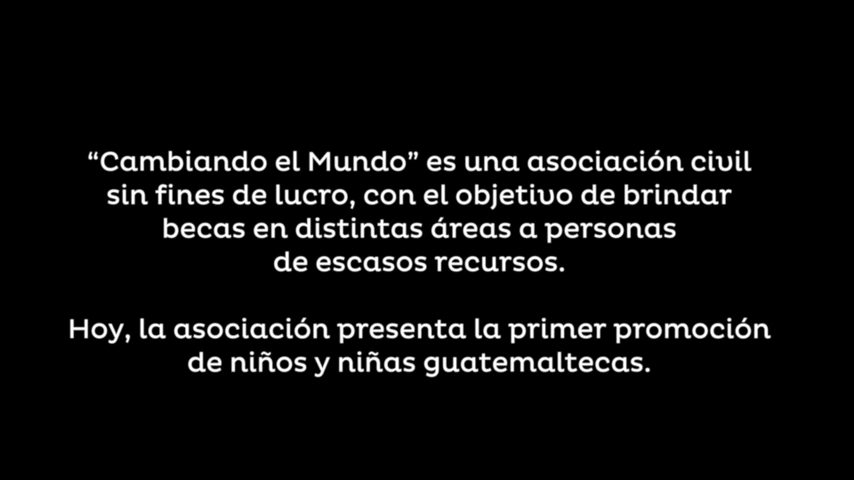 “Cambiando el Mundo” es una asociación civil
sin fines de lucro, con el objetivo de brindar
becas en distintas áreas a personas
de escasos recursos.
Hoy, la asociación presenta la primer promoción
de niños y niñas guatemaltecas.